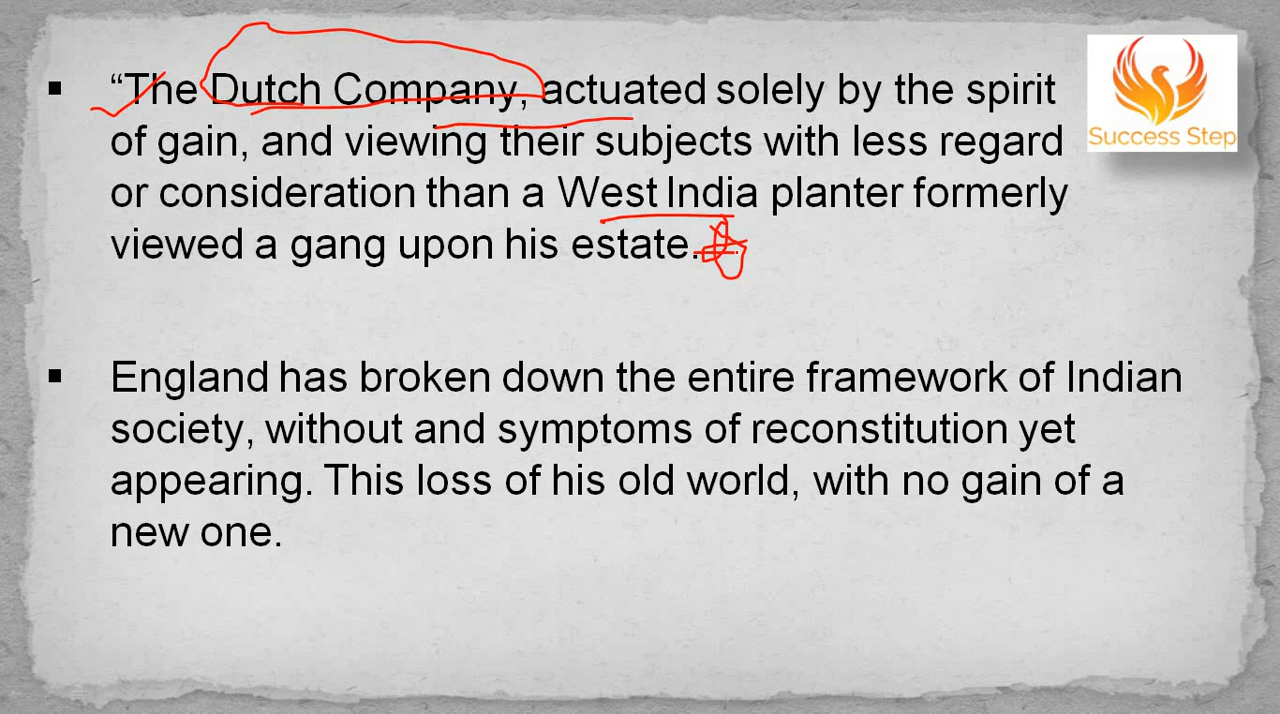 ▪ “The Dutch Company, actuated solely by the spirit
of gain, and viewing their subjects with less regard
or consideration than a West India planter formerly
viewed a gang upon his estate.
Success Step
▪ England has broken down the entire framework of Indian
society, without and symptoms of reconstitution yet
appearing. This loss of his old world, with no gain of a
new one.